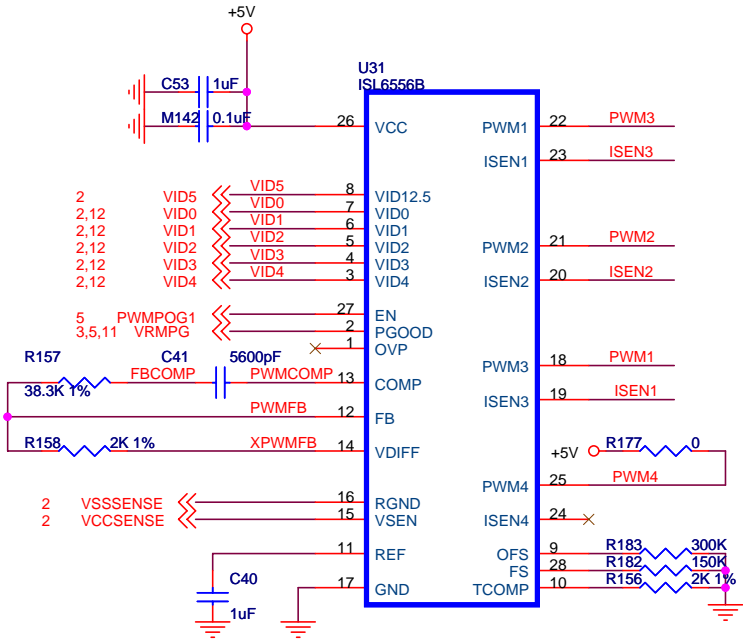 +5V
U31
ISL6556B
C53 1uF
M142 0.1uF
26 VCC PWM1 22 PWM3
ISEN1 23 ISEN3
2 VID5 VID5 8 VID12.5
2,12 VID0 VID0 7 VID0
2,12 VID1 VID1 6 VID1
2,12 VID2 VID2 5 VID2 PWM2 21 PWM2
2,12 VID3 VID3 4 VID3
2,12 VID4 VID4 3 VID4 ISEN2 20 ISEN2
5 PWMPOG1 27 EN
3,5,11 VRMPG 2 PGOOD
1 OVP
R157 C41 5600pF PWM3 18 PWM1
FBCOMP PWMCOMP 13 COMP
38.3K 1% ISEN3 19 ISEN1
PWMFB 12 FB
R158 2K 1% XPWMFB 14 VDIFF +5V R177 0
PWM4 25 PWM4
2 VSSSENSE 16 RGND
2 VCCSENSE 15 VSEN ISEN4 24
11 REF OFS 9 R183 300K
FS 28 R182 150K
C40 17 GND TCOMP 10 R156 2K 1%
1uF